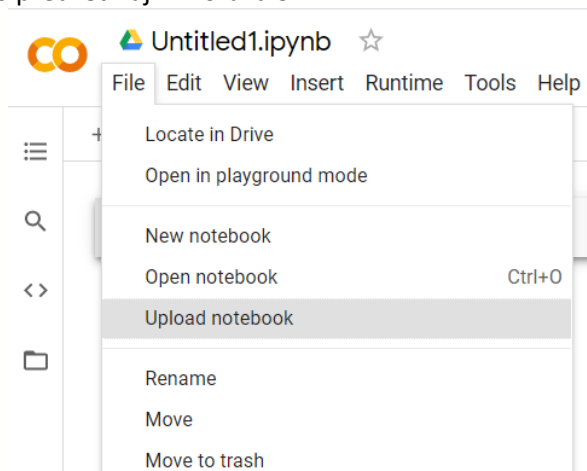 Untitled1.ipynb
File Edit View Insert Runtime Tools Help
Locate in Drive
Open in playground mode
New notebook
Open notebook Ctrl+O
Upload notebook
Rename
Move
Move to trash